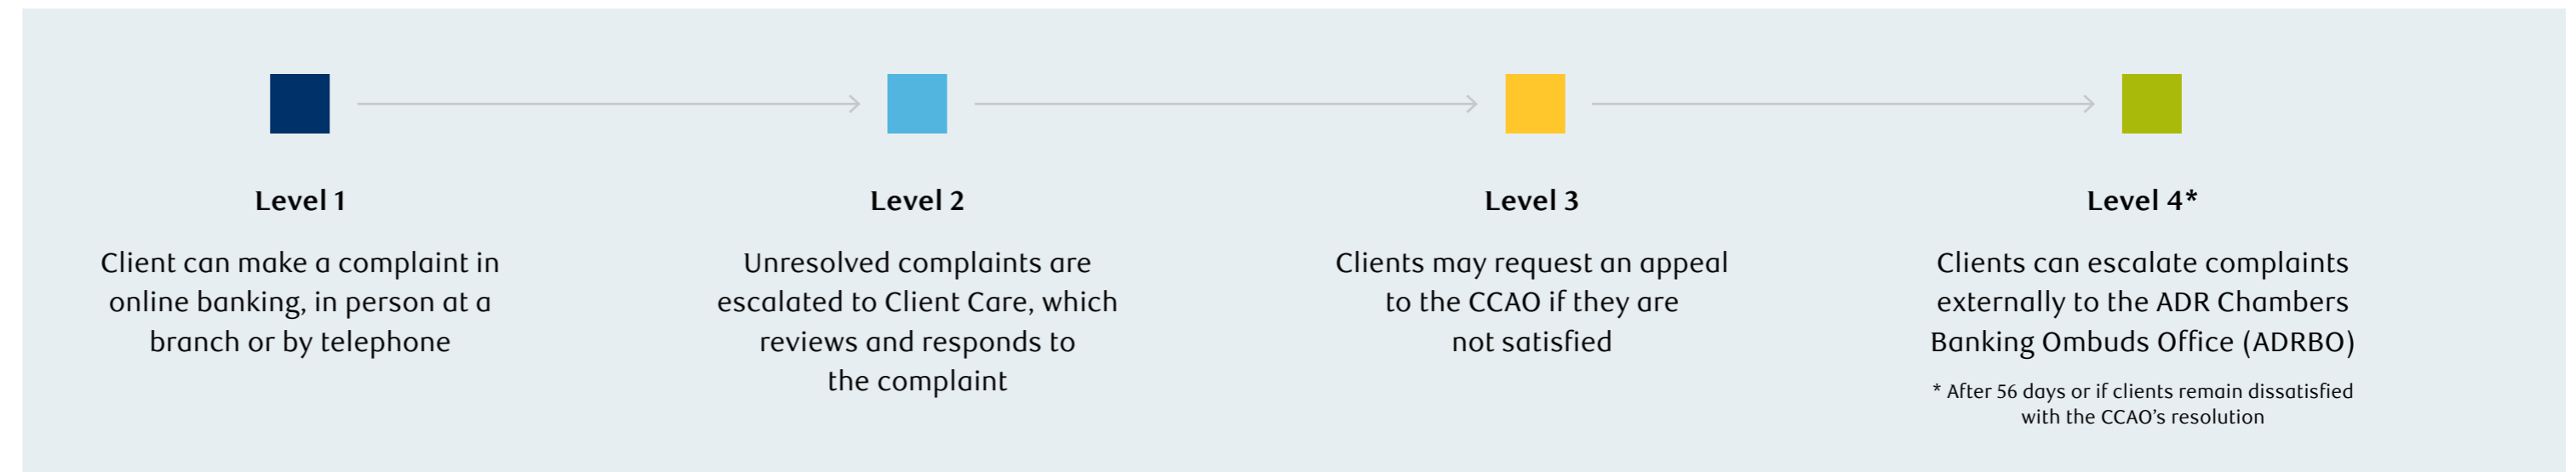 Level 1
Client can make a complaint in
online banking, in person at a
branch or by telephone
Level 2
Unresolved complaints are
escalated to Client Care, which
reviews and responds to
the complaint
Level 3
Clients may request an appeal
to the CCAO if they are
not satisfied
Level 4*
Clients can escalate complaints
externally to the ADR Chambers
Banking Ombuds Office (ADRBO)
* After 56 days or if clients remain dissatisfied
with the CCAO’s resolution